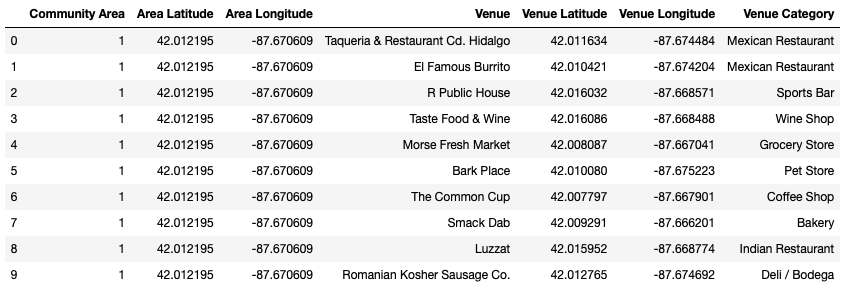 Community Area Area Latitude Area Longitude Venue Venue Latitude Venue Longitude Venue Category
0 1 42.012195 -87.670609 Taqueria & Restaurant Cd. Hidalgo 42.011634 -87.674484 Mexican Restaurant
1 1 42.012195 -87.670609 El Famous Burrito 42.010421 -87.674204 Mexican Restaurant
2 1 42.012195 -87.670609 R Public House 42.016032 -87.668571 Sports Bar
3 1 42.012195 -87.670609 Taste Food & Wine 42.016086 -87.668488 Wine Shop
4 1 42.012195 -87.670609 Morse Fresh Market 42.008087 -87.667041 Grocery Store
5 1 42.012195 -87.670609 Bark Place 42.010080 -87.675223 Pet Store
6 1 42.012195 -87.670609 The Common Cup 42.007797 -87.667901 Coffee Shop
7 1 42.012195 -87.670609 Smack Dab 42.009291 -87.666201 Bakery
8 1 42.012195 -87.670609 Luzzat 42.015952 -87.668774 Indian Restaurant
9 1 42.012195 -87.670609 Romanian Kosher Sausage Co. 42.012765 -87.674692 Deli / Bodega